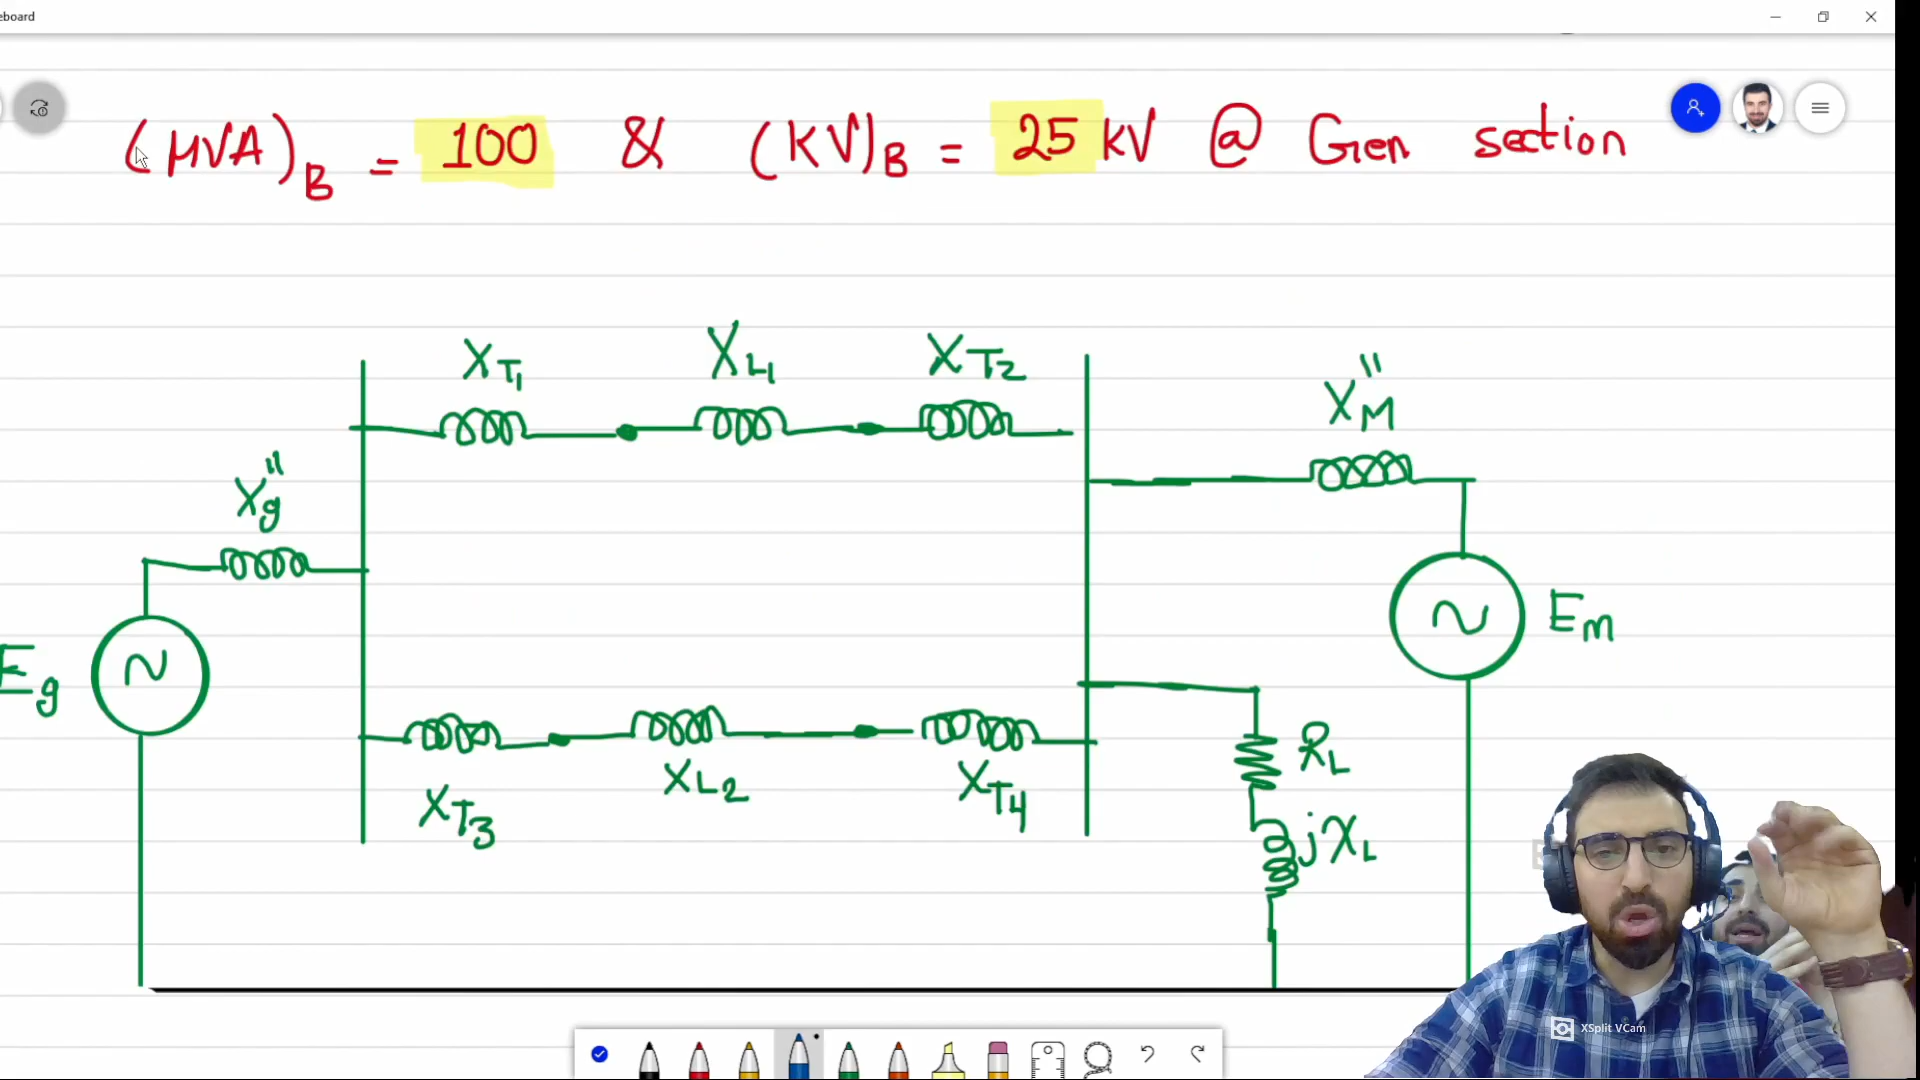 eboard
(MVA)B = 100 & (KV)B = 25 kV @ Gen section
XT1 XL1 XT2
X"M
X"g
Em
Eg
RL
XL2 XT4
XT3
jXL
XSplit VCam